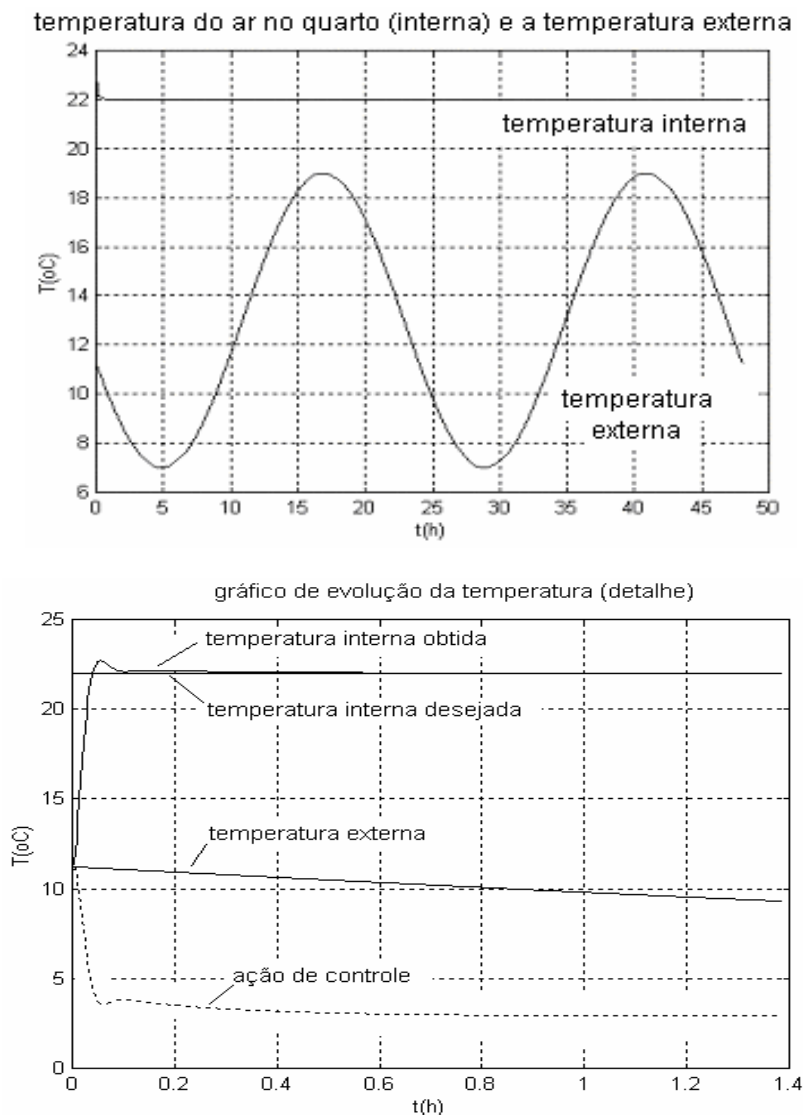 temperatura do ar no quarto (interna) e a temperatura externa
24
22
20
18
16
14
12
10
8
6
T(oC)
temperatura interna
temperatura
externa
0
5
10
15
20
25
30
35
40
45
50
t(h)
gráfico de evolução da temperatura (detalhe)
25
20
15
10
5
0
T(oC)
temperatura interna obtida
temperatura interna desejada
temperatura externa
ação de controle
0
0.2
0.4
0.6
0.8
1
1.2
1.4
t(h)